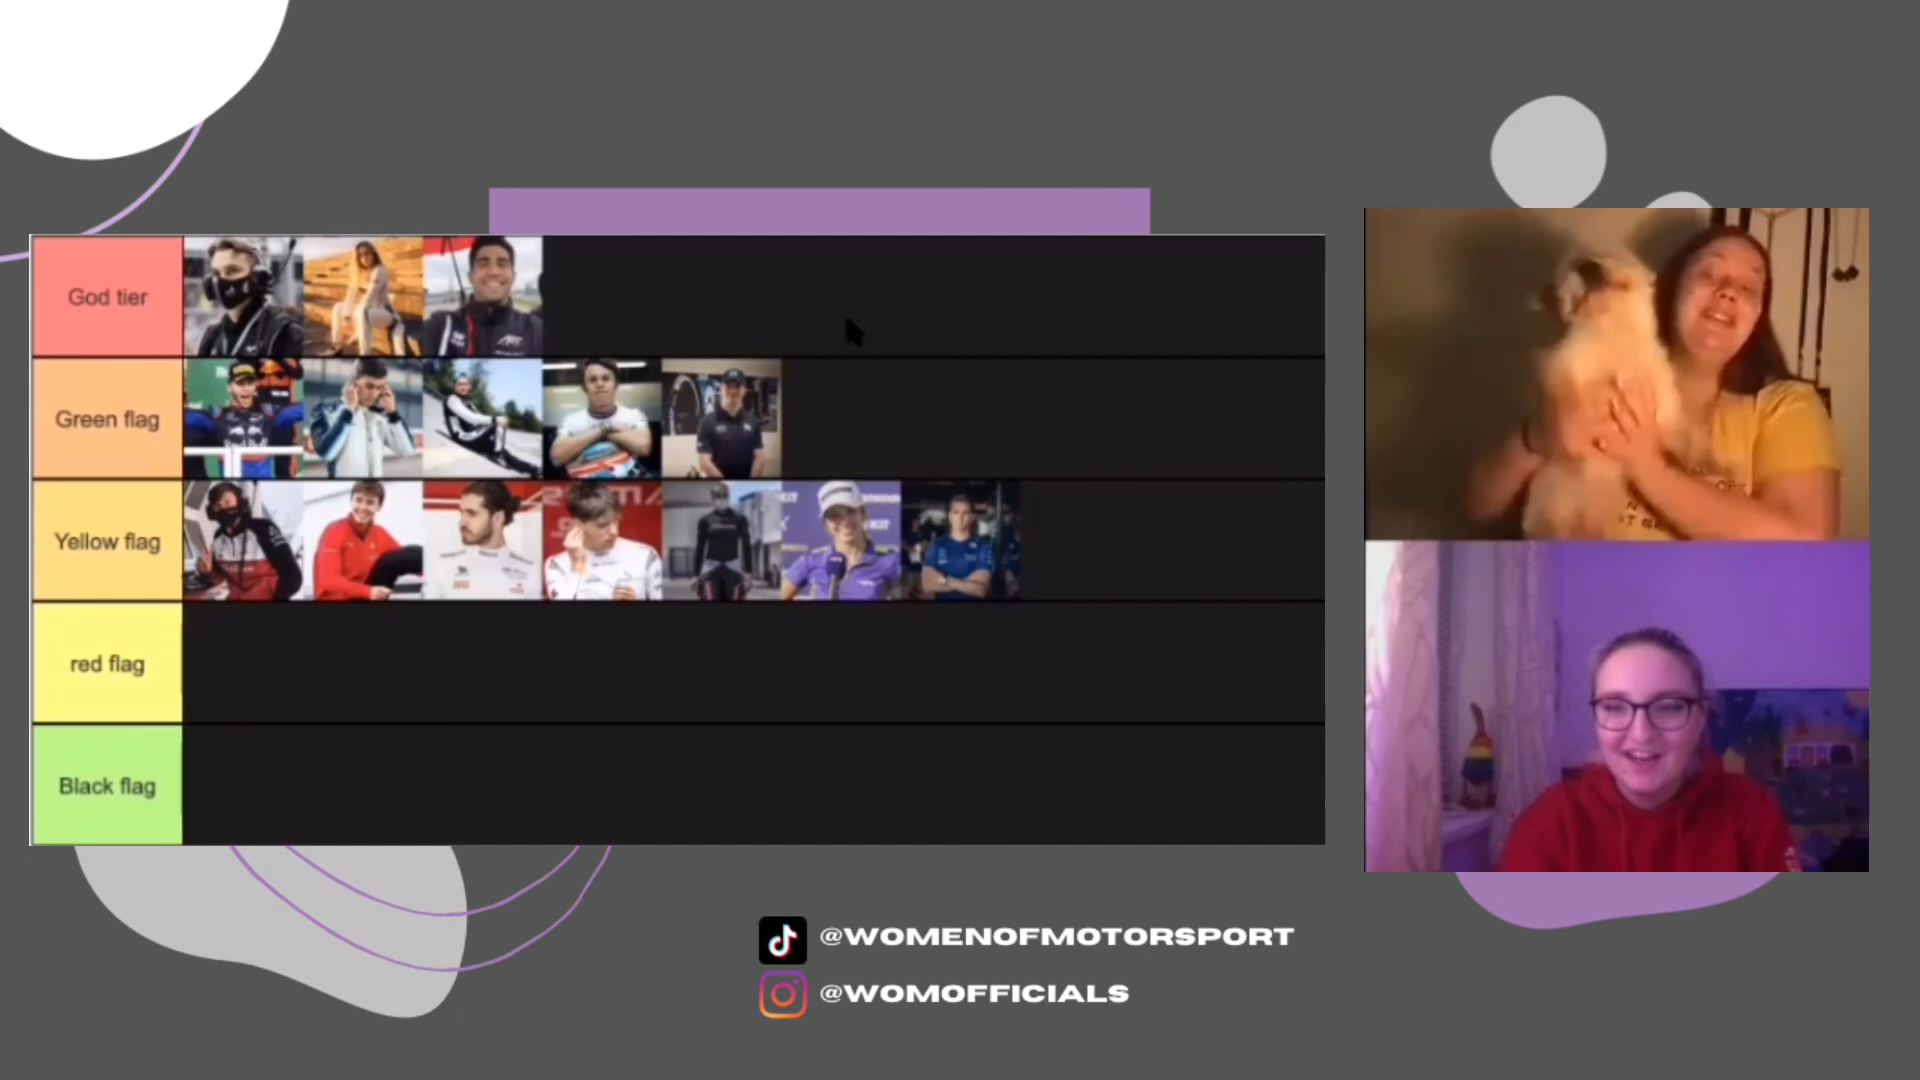 God tier
Green flag
Yellow flag
red flag
Black flag
@WOMENOFMOTORSPORT
@WOMOFFICIALS